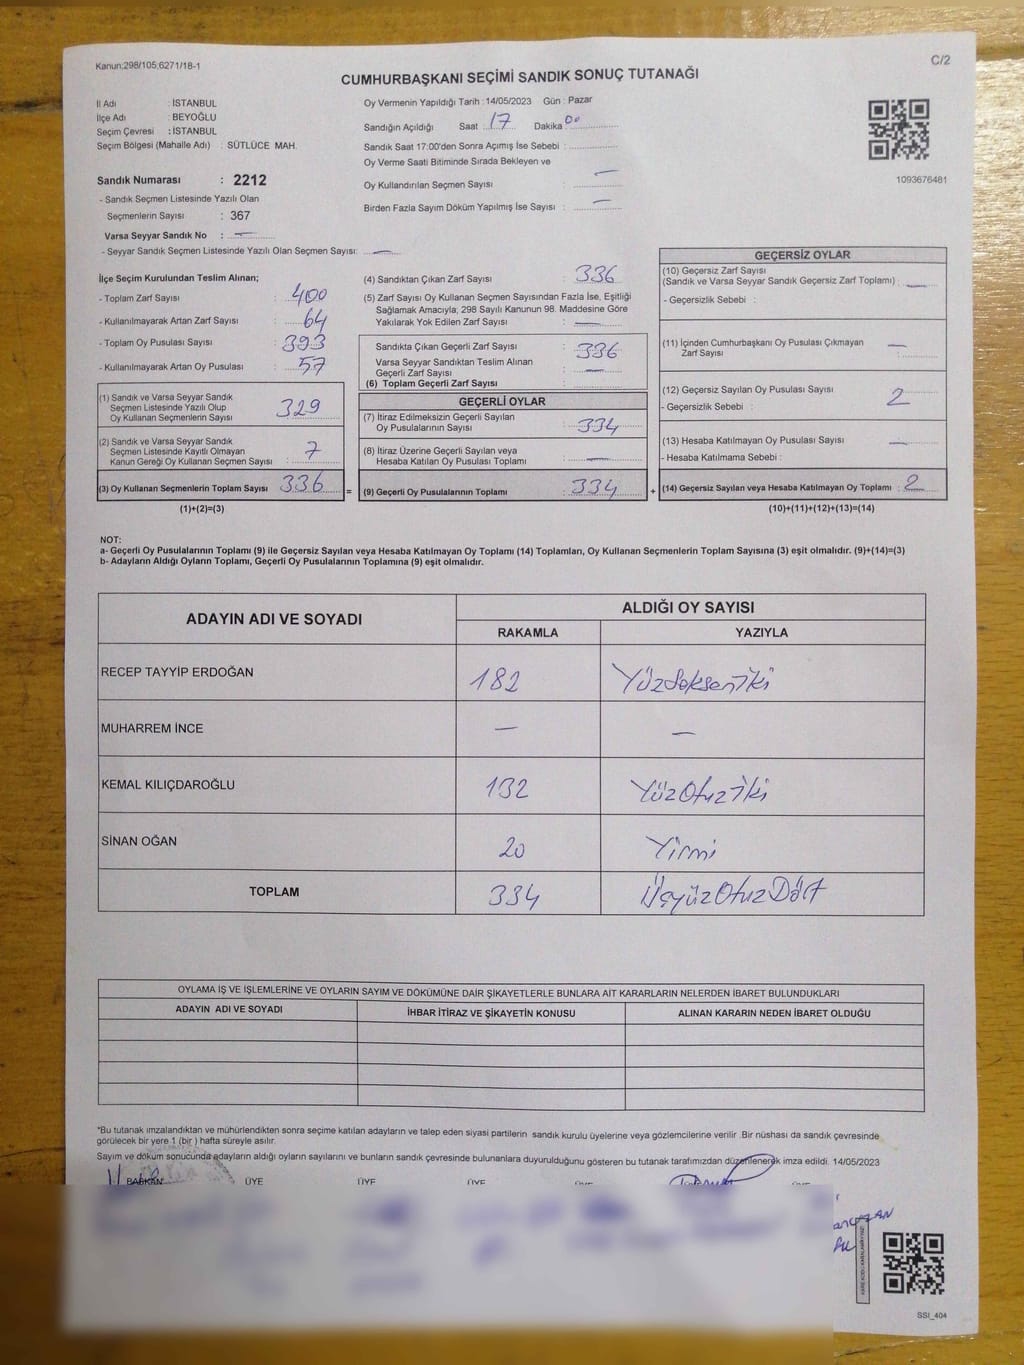 Kanun:298/105;6271/18-1
C/2
CUMHURBAŞKANI SEÇİMİ SANDIK SONUÇ TUTANAĞI
İl Adı : İSTANBUL
İlçe Adı : BEYOĞLU
Seçim Çevresi : İSTANBUL
Seçim Bölgesi (Mahalle Adı) : SÜTLÜCE MAH.
Oy Vermenin Yapıldığı Tarih : 14/05/2023 Gün : Pazar
Sandığın Açıldığı Saat : 17 Dakika 00
Sandık Saat 17:00'den Sonra Açımış İse Sebebi :
Oy Verme Saati Bitiminde Sırada Bekleyen ve
Oy Kullandırılan Seçmen Sayısı : —
Birden Fazla Sayım Döküm Yapılmış İse Sayısı : —
1093676481
Sandık Numarası : 2212
- Sandık Seçmen Listesinde Yazılı Olan
Seçmenlerin Sayısı : 367
Varsa Seyyar Sandık No : —
- Seyyar Sandık Seçmen Listesinde Yazılı Olan Seçmen Sayısı: —
İlçe Seçim Kurulundan Teslim Alınan;
- Toplam Zarf Sayısı : 400
- Kullanılmayarak Artan Zarf Sayısı : 64
- Toplam Oy Pusulası Sayısı : 393
- Kullanılmayarak Artan Oy Pusulası : 57
(1) Sandık ve Varsa Seyyar Sandık
Seçmen Listesinde Yazılı Olup
Oy Kullanan Seçmenlerin Sayısı : 329
(2) Sandık ve Varsa Seyyar Sandık
Seçmen Listesinde Kayıtlı Olmayan
Kanun Gereği Oy Kullanan Seçmen Sayısı : 7
(3) Oy Kullanan Seçmenlerin Toplam Sayısı : 336 =
(1)+(2)=(3)
(4) Sandıktan Çıkan Zarf Sayısı : 336
(5) Zarf Sayısı Oy Kullanan Seçmen Sayısından Fazla İse, Eşitliği
Sağlamak Amacıyla; 298 Sayılı Kanunun 98. Maddesine Göre
Yakılarak Yok Edilen Zarf Sayısı : —
Sandıkta Çıkan Geçerli Zarf Sayısı : 336
Varsa Seyyar Sandıktan Teslim Alınan
Geçerli Zarf Sayısı : —
(6) Toplam Geçerli Zarf Sayısı :
GEÇERLİ OYLAR
(7) İtiraz Edilmeksizin Geçerli Sayılan
Oy Pusulalarının Sayısı : 334
(8) İtiraz Üzerine Geçerli Sayılan veya
Hesaba Katılan Oy Pusulası Toplamı : —
(9) Geçerli Oy Pusulalarının Toplamı : 334 +
GEÇERSİZ OYLAR
(10) Geçersiz Zarf Sayısı
(Sandık ve Varsa Seyyar Sandık Geçersiz Zarf Toplamı) : —
- Geçersizlik Sebebi :
(11) İçinden Cumhurbaşkanı Oy Pusulası Çıkmayan
Zarf Sayısı : —
(12) Geçersiz Sayılan Oy Pusulası Sayısı : 2
- Geçersizlik Sebebi :
(13) Hesaba Katılmayan Oy Pusulası Sayısı : —
- Hesaba Katılmama Sebebi :
(14) Geçersiz Sayılan veya Hesaba Katılmayan Oy Toplamı : 2
(10)+(11)+(12)+(13)=(14)
NOT:
a- Geçerli Oy Pusulalarının Toplamı (9) ile Geçersiz Sayılan veya Hesaba Katılmayan Oy Toplamı (14) Toplamları, Oy Kullanan Seçmenlerin Toplam Sayısına (3) eşit olmalıdır. (9)+(14)=(3)
b- Adayların Aldığı Oyların Toplamı, Geçerli Oy Pusulalarının Toplamına (9) eşit olmalıdır.
ADAYIN ADI VE SOYADI
ALDIĞI OY SAYISI
RAKAMLA YAZIYLA
RECEP TAYYİP ERDOĞAN 182 YüzSeksenİki
MUHARREM İNCE — —
KEMAL KILIÇDAROĞLU 132 YüzOtuzİki
SİNAN OĞAN 20 Yirmi
TOPLAM 334 ÜçyüzOtuzDört
OYLAMA İŞ VE İŞLEMLERİNE VE OYLARIN SAYIM VE DÖKÜMÜNE DAİR ŞİKAYETLERLE BUNLARA AİT KARARLARIN NELERDEN İBARET BULUNDUKLARI
ADAYIN ADI VE SOYADI İHBAR İTİRAZ VE ŞİKAYETİN KONUSU ALINAN KARARIN NEDEN İBARET OLDUĞU
*Bu tutanak imzalandıktan ve mühürlendikten sonra seçime katılan adayların ve talep eden siyasi partilerin sandık kurulu üyelerine veya gözlemcilerine verilir .Bir nüshası da sandık çevresinde
görülecek bir yere 1 (bir ) hafta süreyle asılır.
Sayım ve döküm sonucunda adayların aldığı oyların sayılarını ve bunların sandık çevresinde bulunanlara duyurulduğunu gösteren bu tutanak tarafımızdan düzenlenerek imza edildi. 14/05/2023
BAŞKAN ÜYE ÜYE ÜYE ÜYE ÜYE
SSI_404